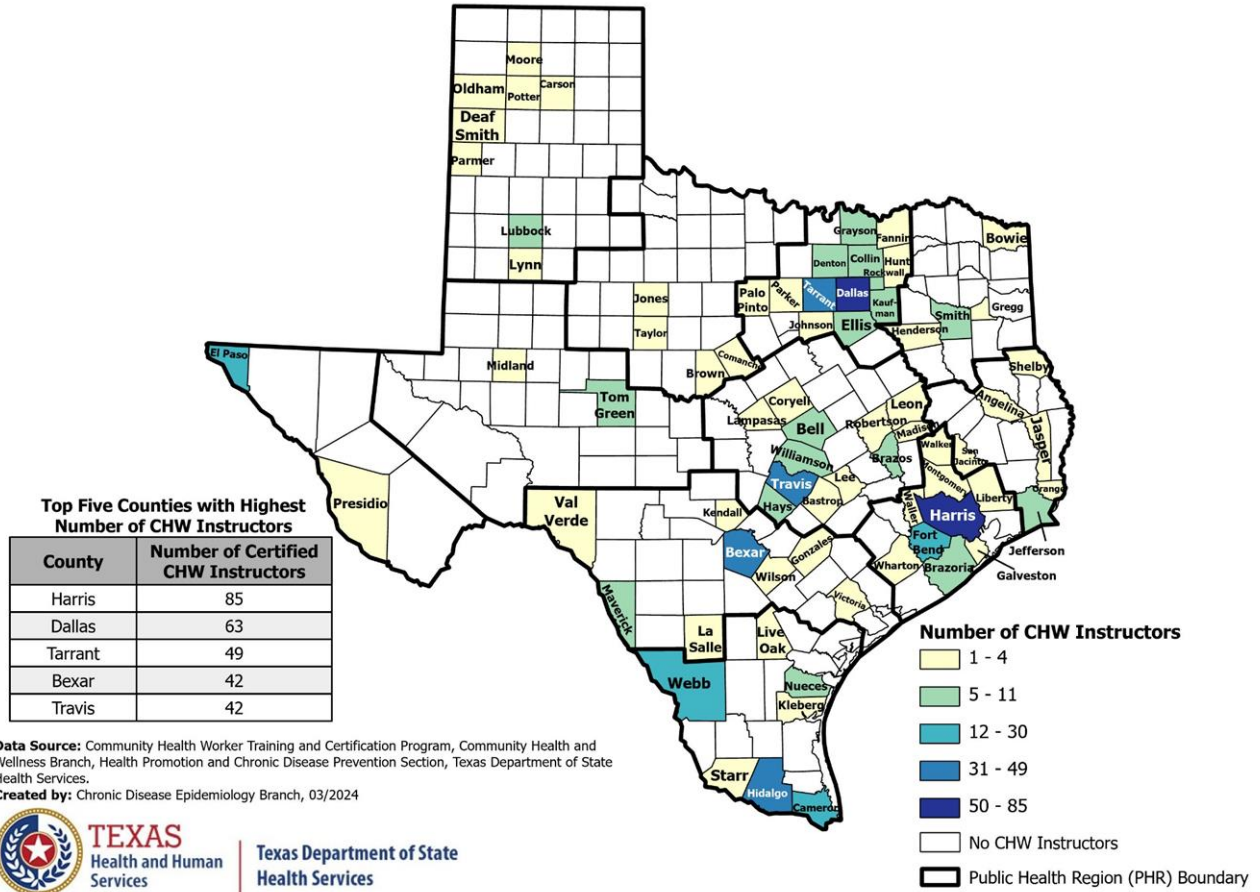 Moore
Oldham
Potter
Carson
Deaf
Smith
Parmer
Lubbock
Lynn
Grayson
Fannin
Bowie
Denton
Collin
Hunt
Rockwall
Jones
Palo
Pinto
Parker
Tarrant
Dallas
Kauf-
man
Smith
Gregg
Taylor
Johnson
Ellis
Henderson
El Paso
Midland
Brown
Comanche
Shelby
Tom
Green
Coryell
Lampasas
Leon
Angelina
Bell
Robertson
Madison
Jasper
Walker
San
Jacinto
Williamson
Brazos
Travis
Lee
Montgomery
Liberty
Orange
Presidio
Val
Verde
Kendall
Hays
Bastrop
Waller
Harris
Jefferson
Bexar
Gonzales
Fort
Bend
Galveston
Wilson
Wharton
Brazoria
Maverick
Victoria
La
Salle
Live
Oak
Webb
Nueces
Kleberg
Starr
Hidalgo
Cameron
Top Five Counties with Highest
Number of CHW Instructors
County Number of Certified
CHW Instructors
Harris 85
Dallas 63
Tarrant 49
Bexar 42
Travis 42
Number of CHW Instructors
1 - 4
5 - 11
12 - 30
31 - 49
50 - 85
No CHW Instructors
Public Health Region (PHR) Boundary
Data Source: Community Health Worker Training and Certification Program, Community Health and
Wellness Branch, Health Promotion and Chronic Disease Prevention Section, Texas Department of State
Health Services.
Created by: Chronic Disease Epidemiology Branch, 03/2024
TEXAS
Health and Human
Services
Texas Department of State
Health Services